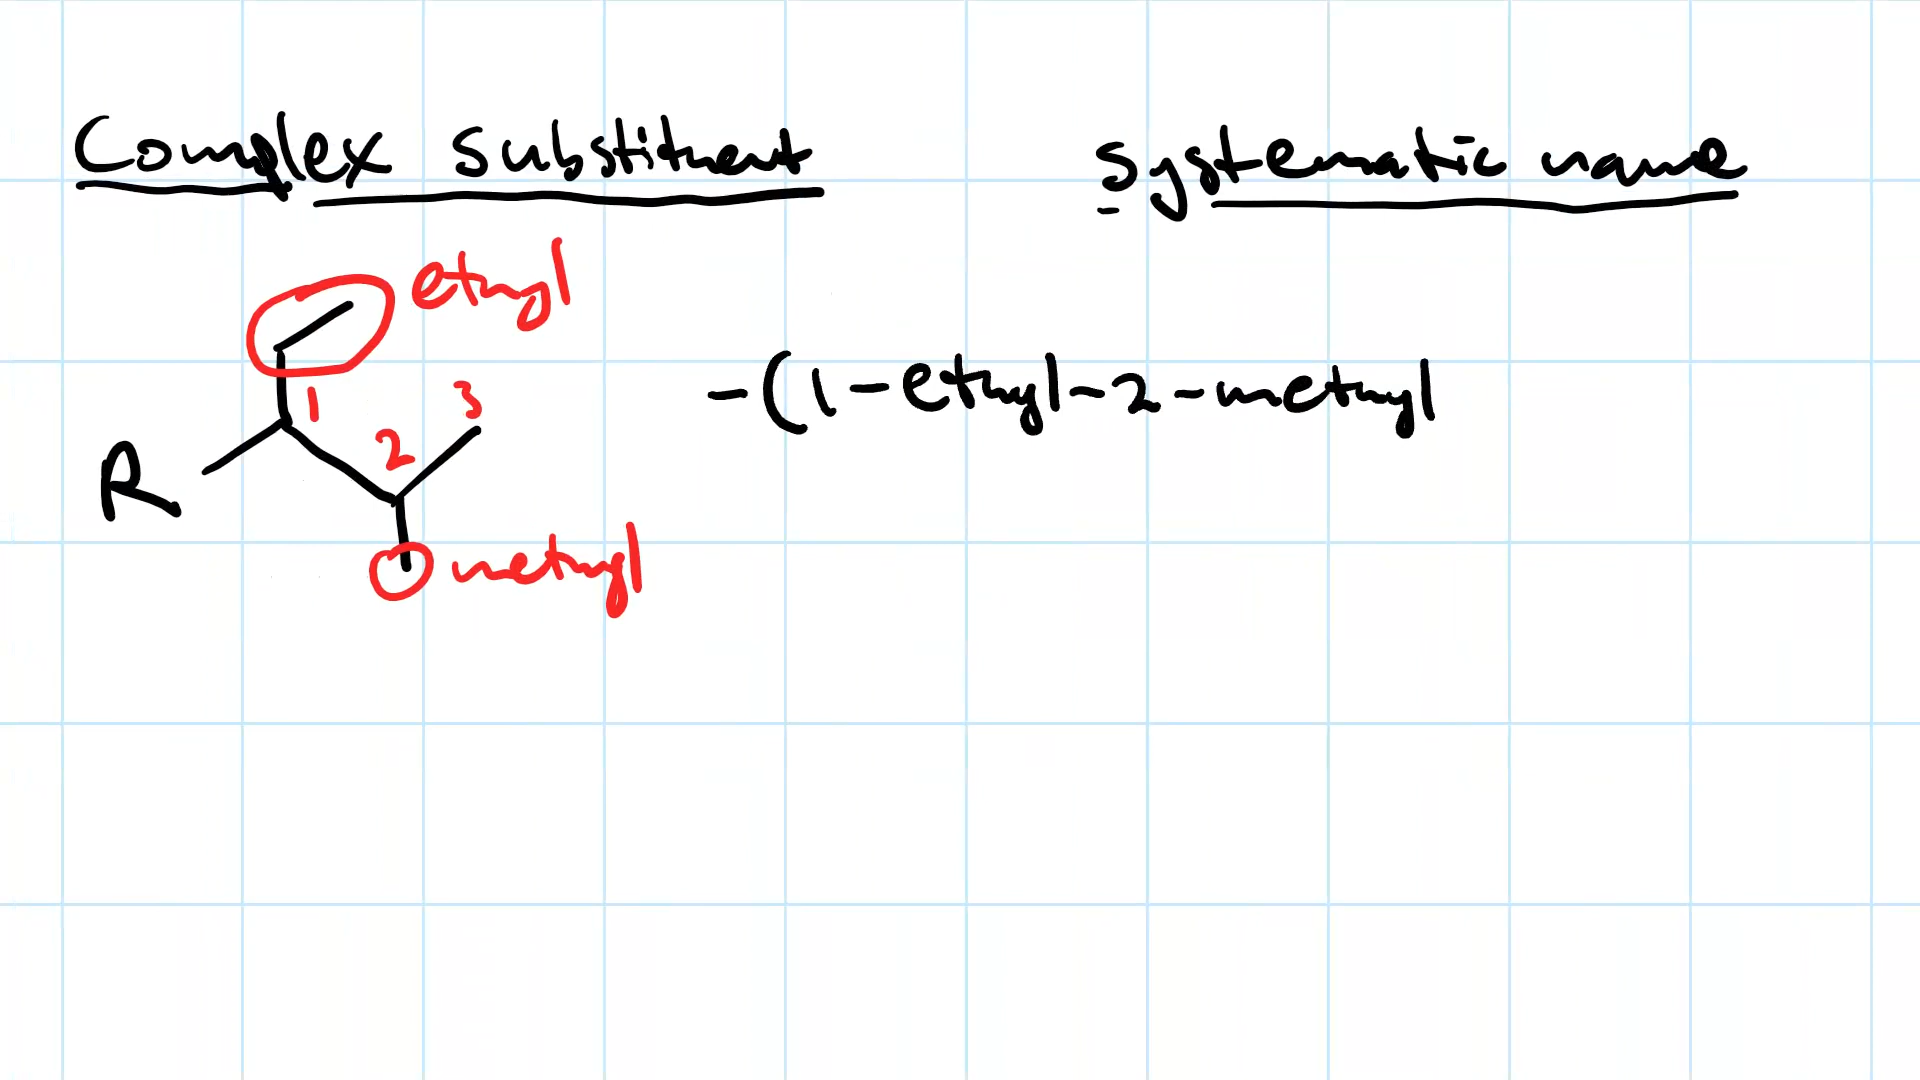 Complex substituent
systematic name
ethyl
1
3
2
R
methyl
-(1-ethyl-2-methyl